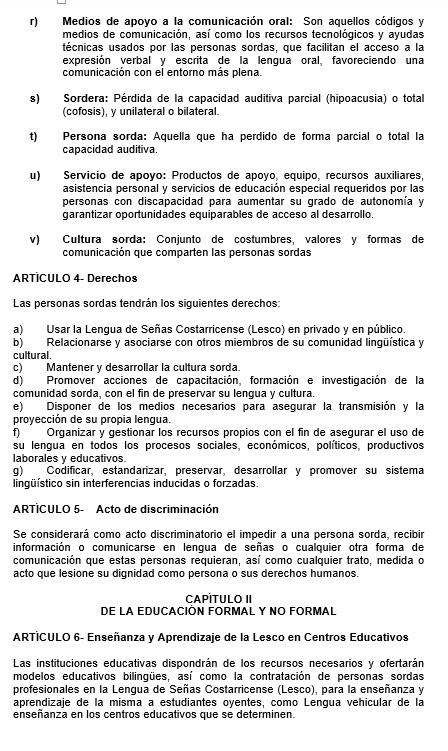 r) Medios de apoyo a la comunicación oral: Son aquellos códigos y
medios de comunicación, así como los recursos tecnológicos y ayudas
técnicas usados por las personas sordas, que facilitan el acceso a la
expresión verbal y escrita de la lengua oral, favoreciendo una
comunicación con el entorno más plena.
s) Sordera: Pérdida de la capacidad auditiva parcial (hipoacusia) o total
(cofosis), y unilateral o bilateral.
t) Persona sorda: Aquella que ha perdido de forma parcial o total la
capacidad auditiva.
u) Servicio de apoyo: Productos de apoyo, equipo, recursos auxiliares,
asistencia personal y servicios de educación especial requeridos por las
personas con discapacidad para aumentar su grado de autonomía y
garantizar oportunidades equiparables de acceso al desarrollo.
v) Cultura sorda: Conjunto de costumbres, valores y formas de
comunicación que comparten las personas sordas
ARTÍCULO 4- Derechos
Las personas sordas tendrán los siguientes derechos:
a) Usar la Lengua de Señas Costarricense (Lesco) en privado y en público.
b) Relacionarse y asociarse con otros miembros de su comunidad lingüística y
cultural.
c) Mantener y desarrollar la cultura sorda.
d) Promover acciones de capacitación, formación e investigación de la
comunidad sorda, con el fin de preservar su lengua y cultura.
e) Disponer de los medios necesarios para asegurar la transmisión y la
proyección de su propia lengua.
f) Organizar y gestionar los recursos propios con el fin de asegurar el uso de
su lengua en todos los procesos sociales, económicos, políticos, productivos
laborales y educativos.
g) Codificar, estandarizar, preservar, desarrollar y promover su sistema
lingüístico sin interferencias inducidas o forzadas.
ARTÍCULO 5- Acto de discriminación
Se considerará como acto discriminatorio el impedir a una persona sorda, recibir
información o comunicarse en lengua de señas o cualquier otra forma de
comunicación que estas personas requieran, así como cualquier trato, medida o
acto que lesione su dignidad como persona o sus derechos humanos.
CAPÍTULO II
DE LA EDUCACIÓN FORMAL Y NO FORMAL
ARTÍCULO 6- Enseñanza y Aprendizaje de la Lesco en Centros Educativos
Las instituciones educativas dispondrán de los recursos necesarios y ofertarán
modelos educativos bilingües, así como la contratación de personas sordas
profesionales en la Lengua de Señas Costarricense (Lesco), para la enseñanza y
aprendizaje de la misma a estudiantes oyentes, como Lengua vehicular de la
enseñanza en los centros educativos que se determinen.